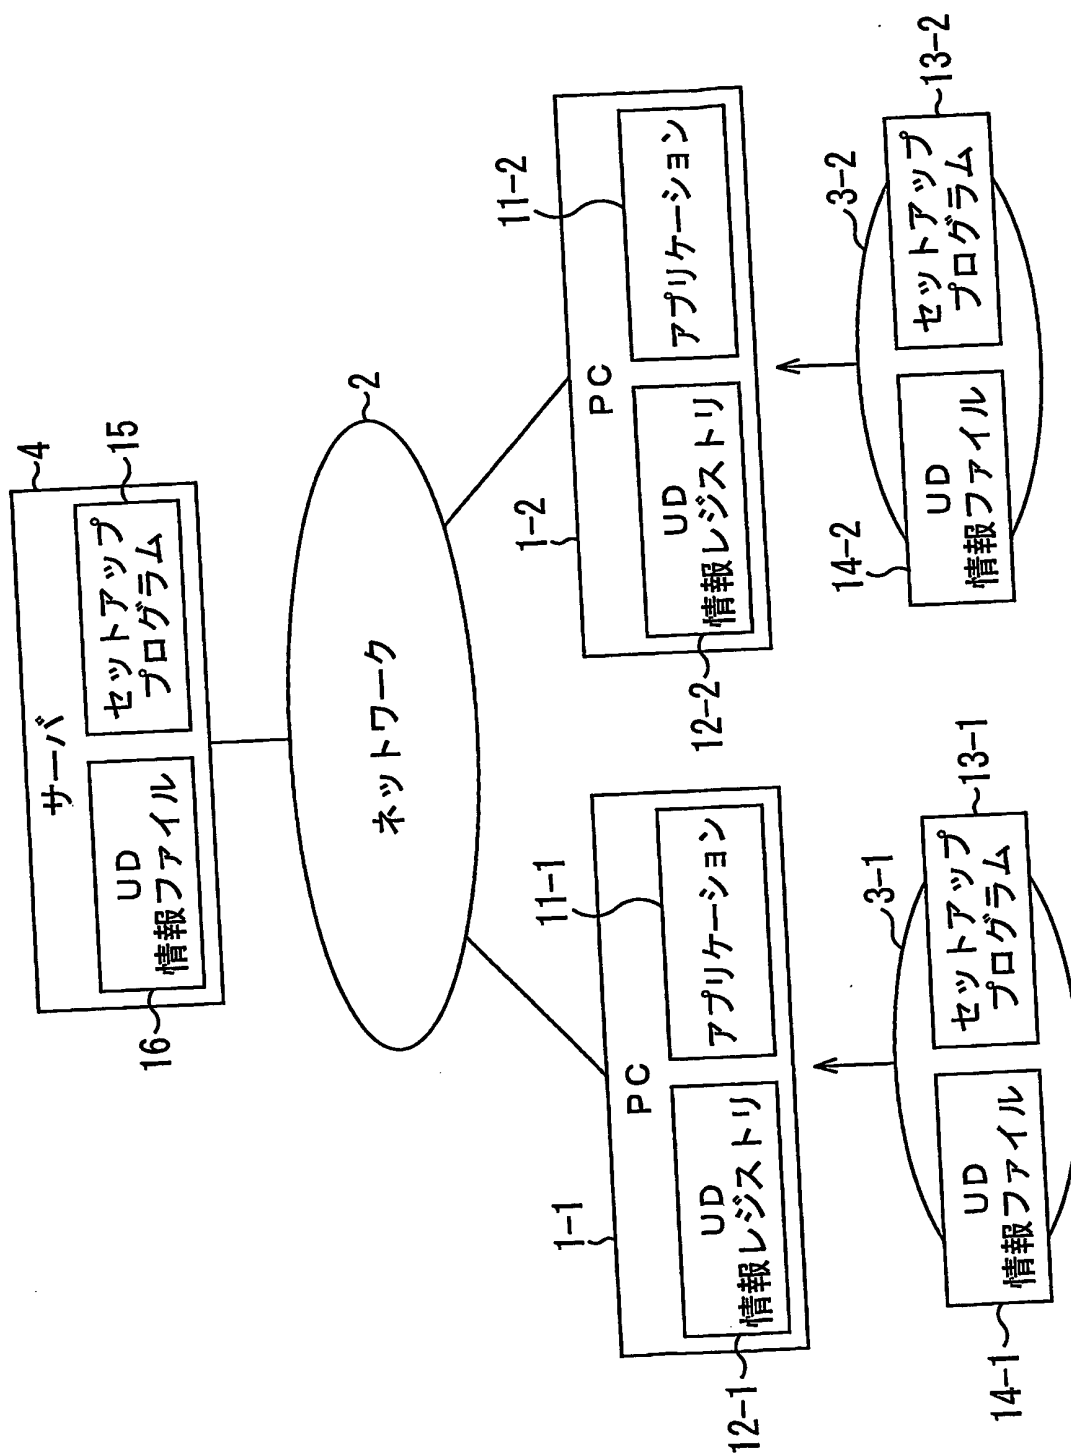 サーバ
4
UD
情報ファイル
16
セットアップ
プログラム
15
ネットワーク
2
PC
1-1
UD
情報レジストリ
12-1
アプリケーション
11-1
PC
1-2
UD
情報レジストリ
12-2
アプリケーション
11-2
3-1
UD
情報ファイル
14-1
セットアップ
プログラム
13-1
3-2
UD
情報ファイル
14-2
セットアップ
プログラム
13-2